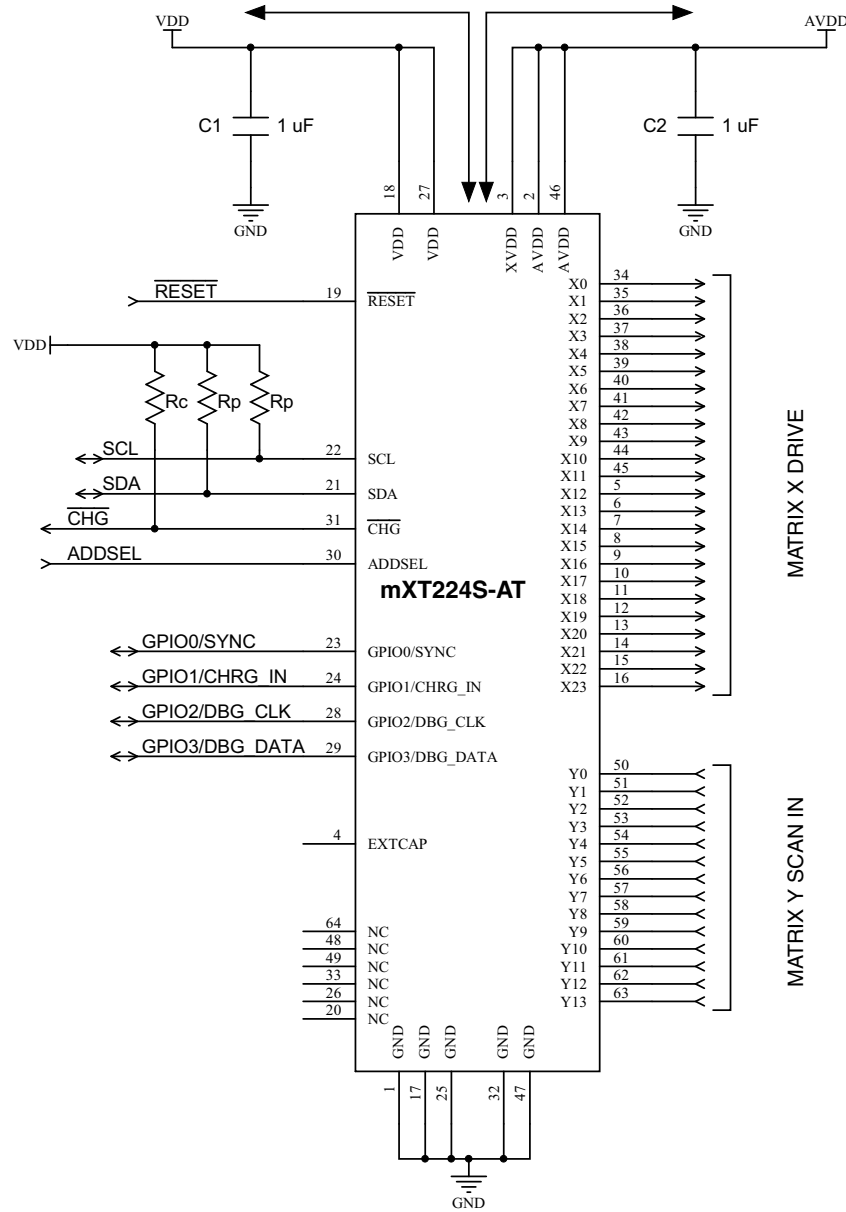 VDD
AVDD
C1
1 uF
C2
1 uF
GND
GND
18
27
3
2
46
VDD
VDD
XVDD
AVDD
AVDD
RESET
19
RESET
VDD
Rc
Rp
Rp
SCL
22
SCL
SDA
21
SDA
CHG
31
CHG
ADDSEL
30
ADDSEL
mXT224S-AT
GPIO0/SYNC
23
GPIO0/SYNC
GPIO1/CHRG_IN
24
GPIO1/CHRG_IN
GPIO2/DBG_CLK
28
GPIO2/DBG_CLK
GPIO3/DBG_DATA
29
GPIO3/DBG_DATA
4
EXTCAP
64
NC
48
NC
49
NC
33
NC
26
NC
20
NC
X0
34
X1
35
X2
36
X3
37
X4
38
X5
39
X6
40
X7
41
X8
42
X9
43
X10
44
X11
45
X12
5
X13
6
X14
7
X15
8
X16
9
X17
10
X18
11
X19
12
X20
13
X21
14
X22
15
X23
16
MATRIX X DRIVE
Y0
50
Y1
51
Y2
52
Y3
53
Y4
54
Y5
55
Y6
56
Y7
57
Y8
58
Y9
59
Y10
60
Y11
61
Y12
62
Y13
63
MATRIX Y SCAN IN
GND
GND
GND
GND
GND
1
17
25
32
47
GND